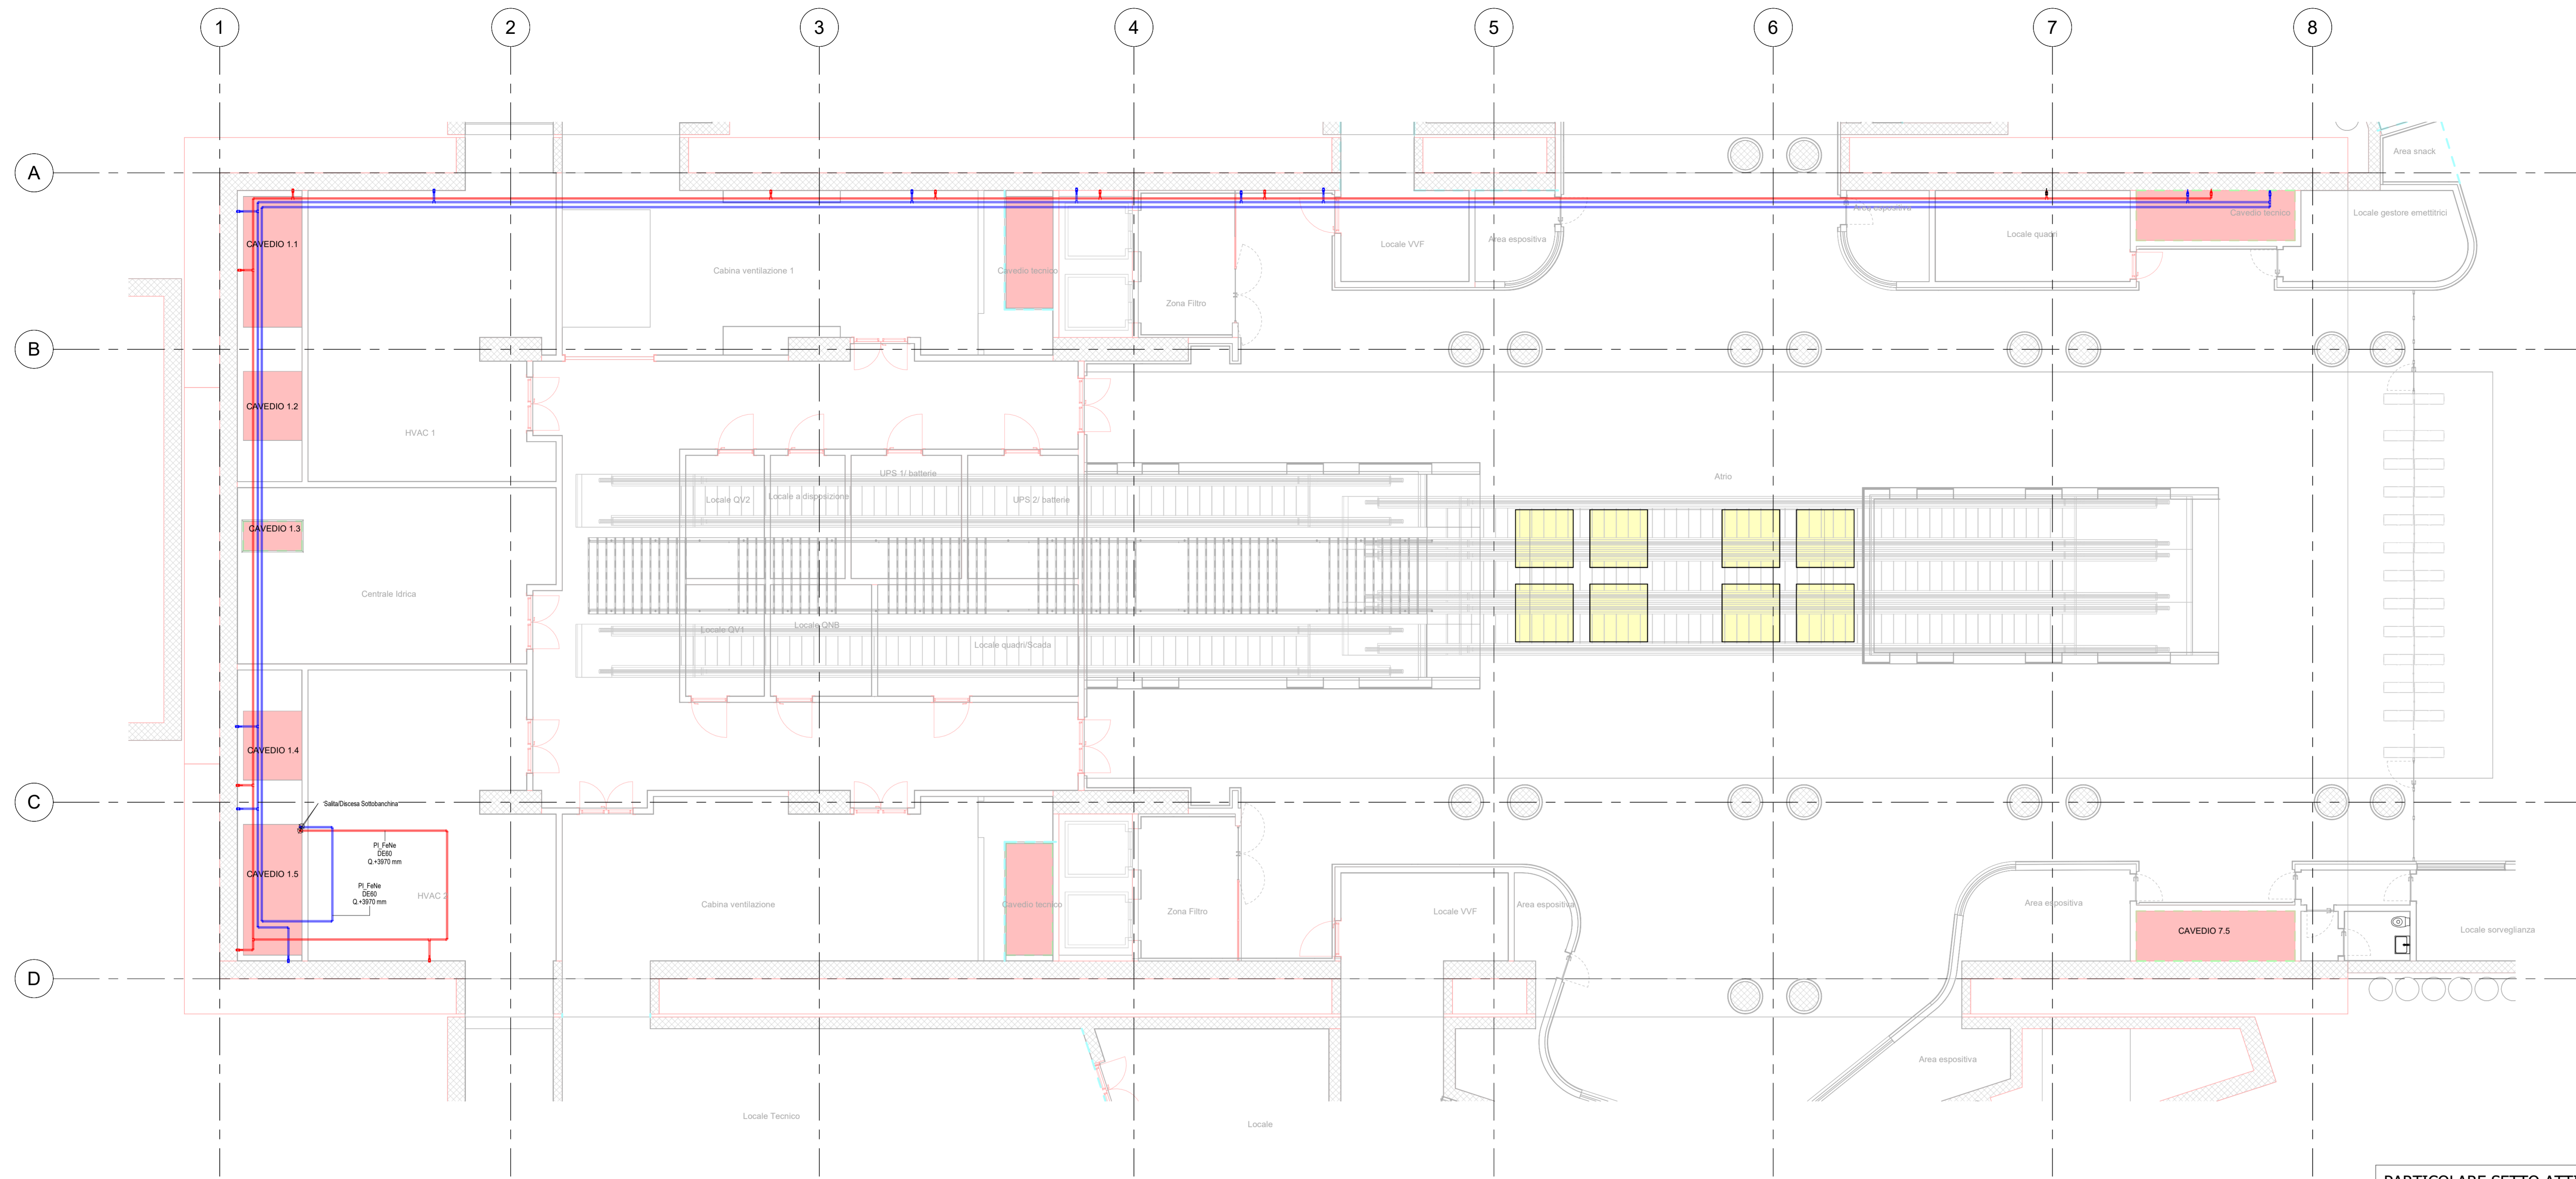 1
2
3
4
5
6
7
8
A
Area snack
CAVEDIO 1.1
Cabina ventilazione 1
Cavedio tecnico
Zona Filtro
Locale VVF
Area espositiva
Area espositiva
Locale quadri
Cavedio tecnico
Locale gestore emettitrici
B
CAVEDIO 1.2
HVAC 1
UPS 1/ batterie
Locale QV2
Locale a disposizione
UPS 2/ batterie
Atrio
CAVEDIO 1.3
Centrale Idrica
Locale QV1
Locale QNB
Locale quadri/Scada
CAVEDIO 1.4
C
Salita/Discesa Sottobanchina
PI_FeNe
DE60
Q.+3970 mm
CAVEDIO 1.5
PI_FeNe
DE60
Q.+3970 mm
HVAC 2
Cabina ventilazione
Cavedio tecnico
Zona Filtro
Locale VVF
Area espositiva
Area espositiva
CAVEDIO 7.5
Locale sorveglianza
D
Area espositiva
Locale Tecnico
Locale
PARTICOLARE SETTO ATTI